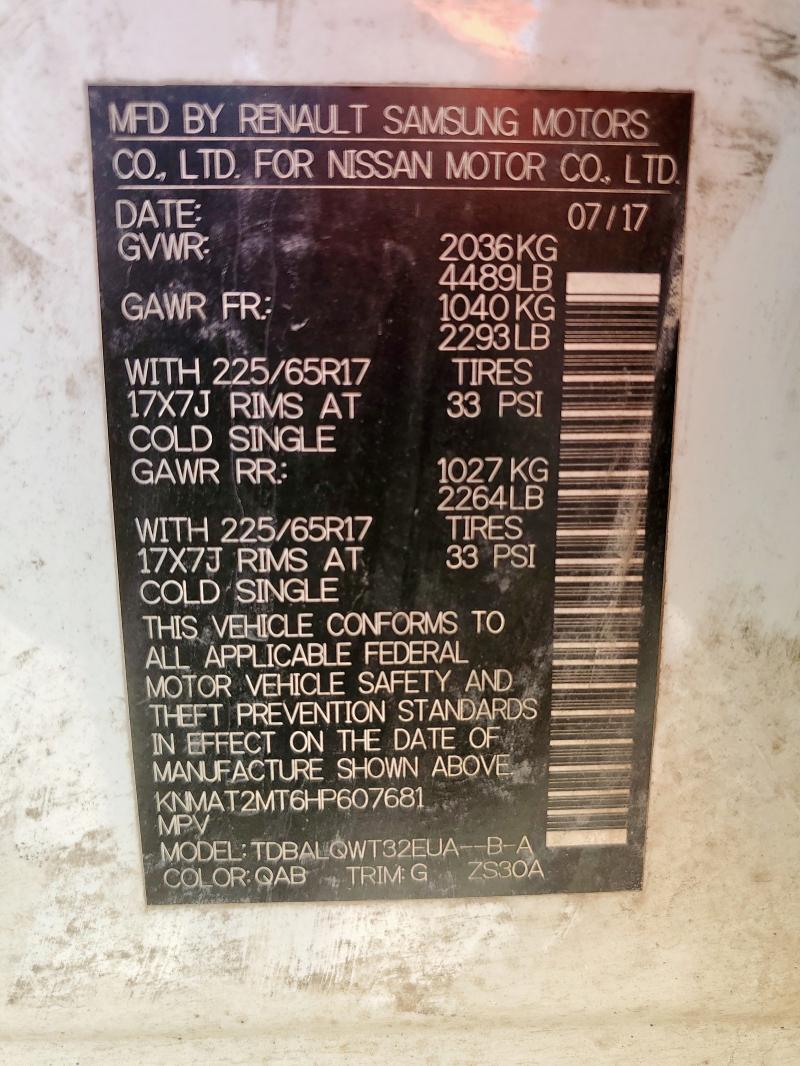 MFD BY RENAULT SAMSUNG MOTORS
CO., LTD. FOR NISSAN MOTOR CO., LTD.
DATE: 07/17
GVWR: 2036KG
4489LB
GAWR FR.: 1040KG
2293LB
WITH 225/65R17 TIRES
17X7J RIMS AT 33 PSI
COLD SINGLE
GAWR RR.: 1027KG
2264LB
WITH 225/65R17 TIRES
17X7J RIMS AT 33 PSI
COLD SINGLE
THIS VEHICLE CONFORMS TO
ALL APPLICABLE FEDERAL
MOTOR VEHICLE SAFETY AND
THEFT PREVENTION STANDARDS
IN EFFECT ON THE DATE OF
MANUFACTURE SHOWN ABOVE.
KNMAT2MT6HP607681
MPV
MODEL: TDBALQWT32EUA--B-A
COLOR: QAB TRIM: G ZS30A